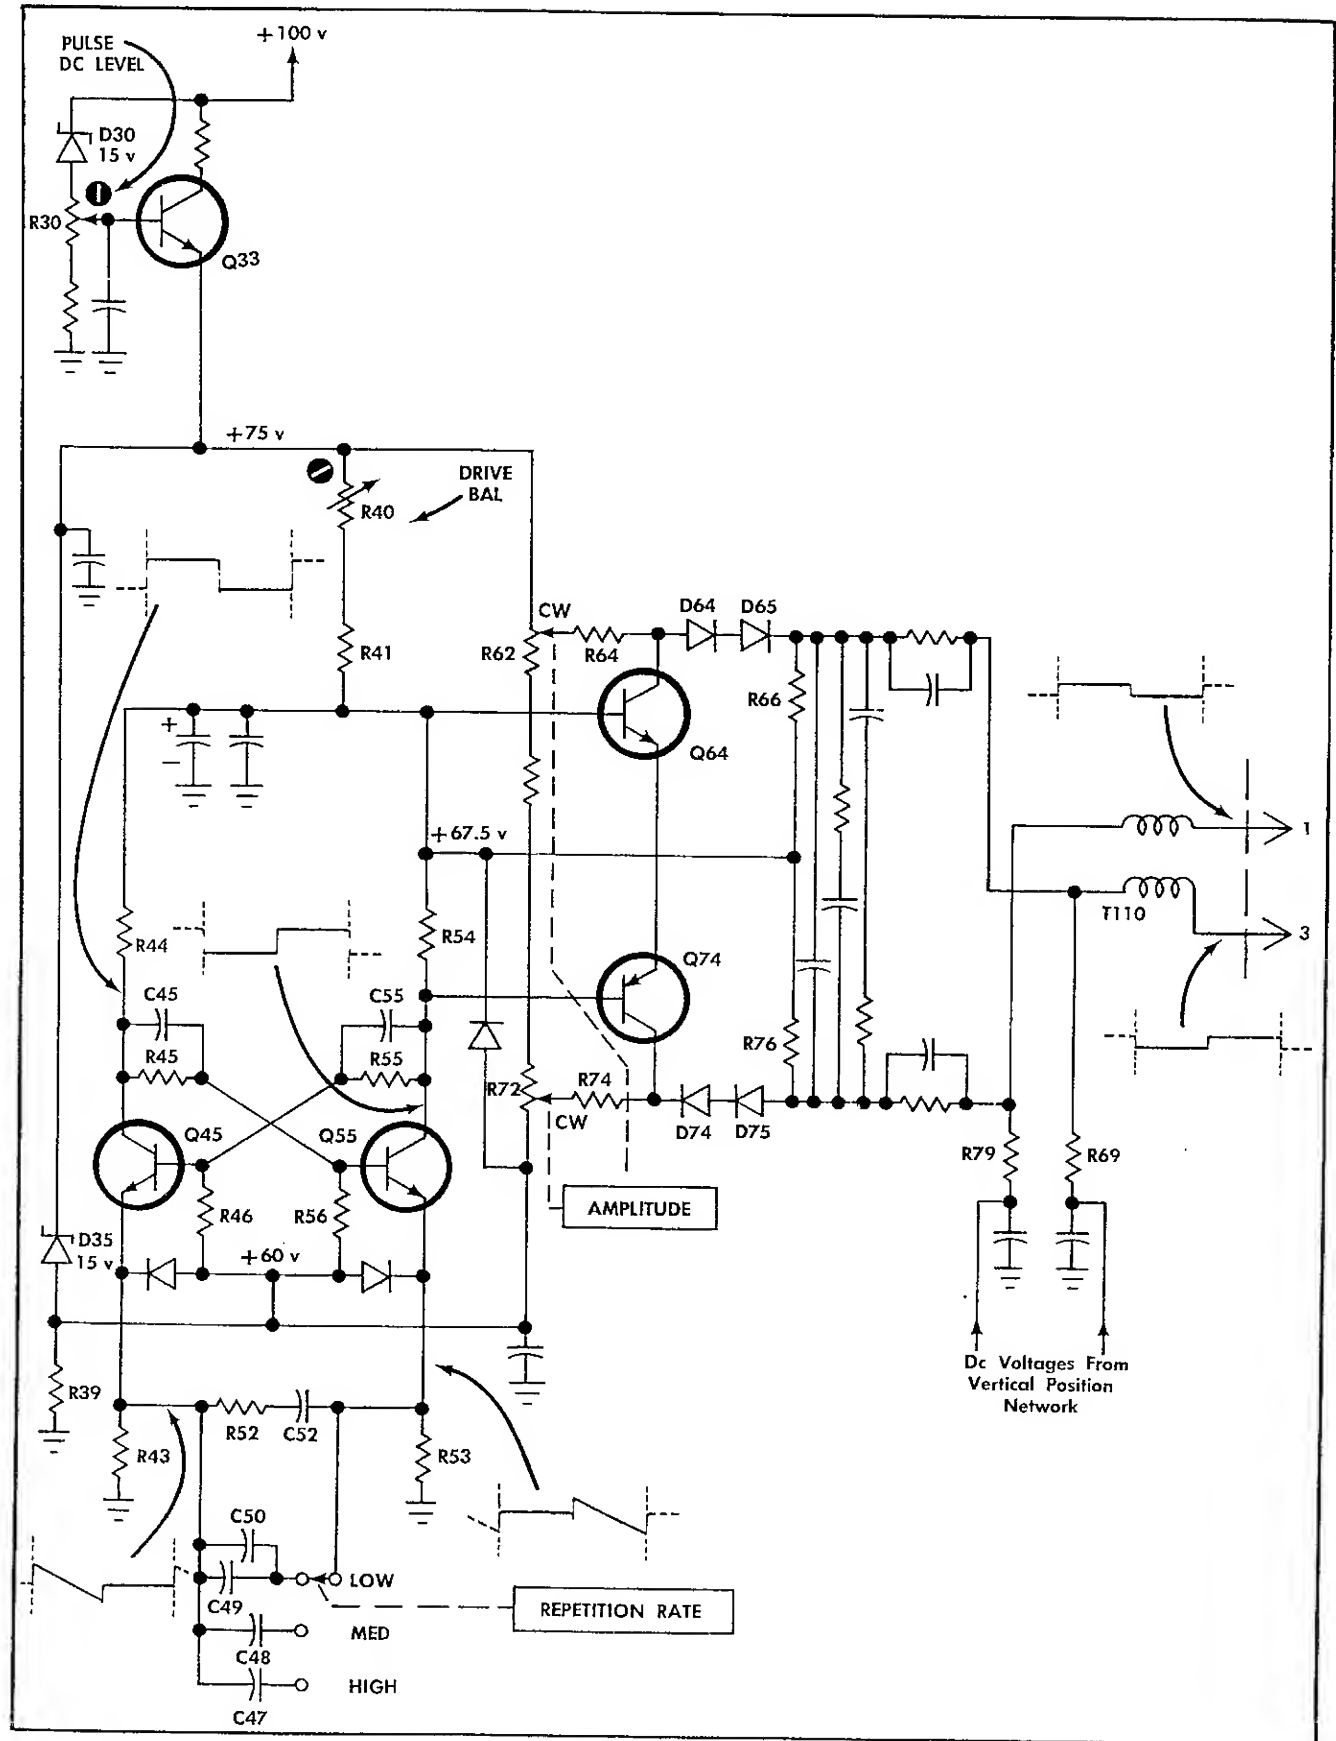 +100 v
PULSE
DC LEVEL
D30
15 v
R30
Q33
+75 v
DRIVE
BAL
R40
R41
CW
R62
R64
D64
D65
R66
Q64
+
–
+67.5 v
1
T110
3
R44
R54
Q74
C45
C55
R45
R55
R76
R72
R74
CW
D74
D75
Q45
Q55
R79
R69
R46
R56
AMPLITUDE
D35
15 v
+60 v
Dc Voltages From
Vertical Position
Network
R39
R52
C52
R43
R53
C50
C49
LOW
REPETITION RATE
MED
C48
HIGH
C47